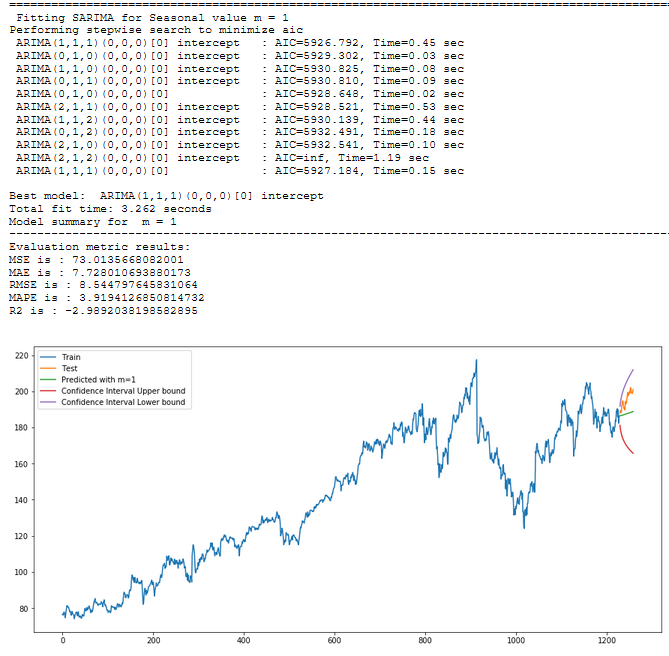 Fitting SARIMA for Seasonal value m = 1
Performing stepwise search to minimize aic
ARIMA(1,1,1)(0,0,0)[0] intercept   : AIC=5926.792, Time=0.45 sec
ARIMA(0,1,0)(0,0,0)[0] intercept   : AIC=5929.302, Time=0.03 sec
ARIMA(1,1,0)(0,0,0)[0] intercept   : AIC=5930.825, Time=0.08 sec
ARIMA(0,1,1)(0,0,0)[0] intercept   : AIC=5930.810, Time=0.09 sec
ARIMA(0,1,0)(0,0,0)[0]             : AIC=5928.648, Time=0.02 sec
ARIMA(2,1,1)(0,0,0)[0] intercept   : AIC=5928.521, Time=0.53 sec
ARIMA(1,1,2)(0,0,0)[0] intercept   : AIC=5930.139, Time=0.44 sec
ARIMA(0,1,2)(0,0,0)[0] intercept   : AIC=5932.491, Time=0.18 sec
ARIMA(2,1,0)(0,0,0)[0] intercept   : AIC=5932.541, Time=0.10 sec
ARIMA(2,1,2)(0,0,0)[0] intercept   : AIC=inf, Time=1.19 sec
ARIMA(1,1,1)(0,0,0)[0]             : AIC=5927.184, Time=0.15 sec
Best model:  ARIMA(1,1,1)(0,0,0)[0] intercept
Total fit time: 3.262 seconds
Model summary for  m = 1
Evaluation metric results:
MSE is : 73.0135668082001
MAE is : 7.728010693880173
RMSE is : 8.544797645831064
MAPE is : 3.9194126850814732
R2 is : -2.9892038198582895
Train
Test
Predicted with m=1
Confidence Interval Upper bound
Confidence Interval Lower bound
220
200
180
160
140
120
100
80
0 200 400 600 800 1000 1200